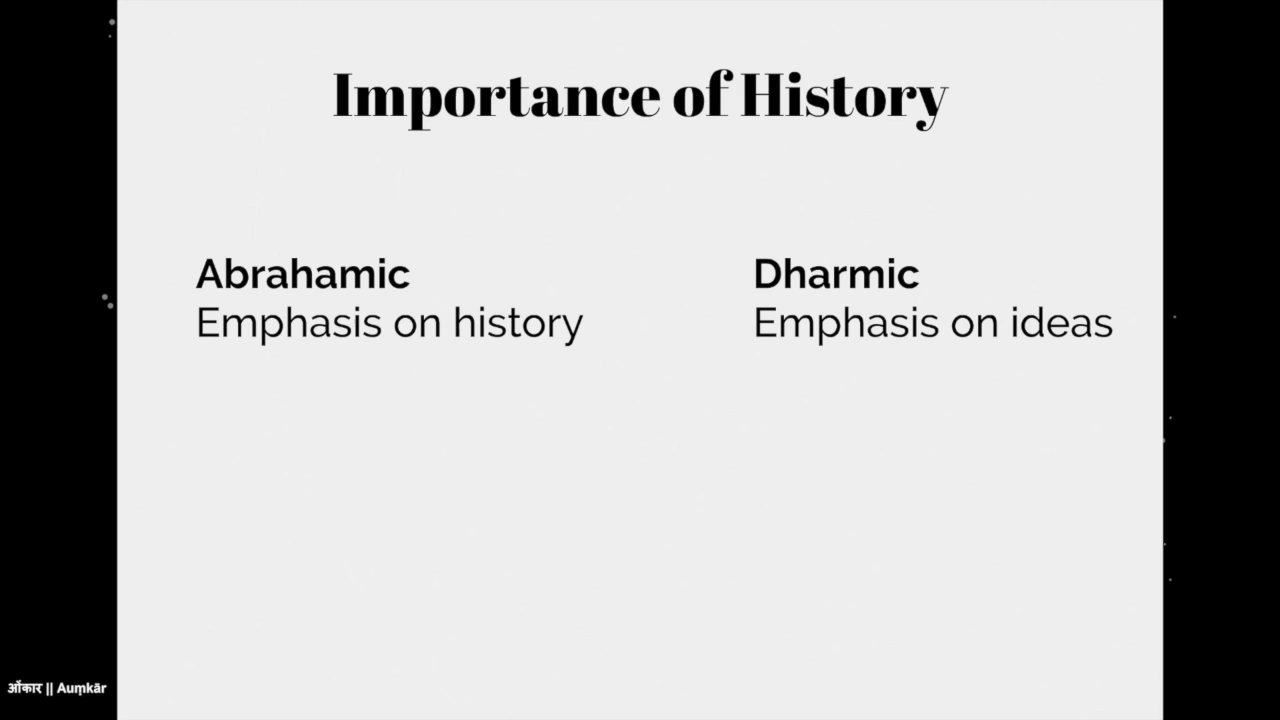 Importance of History
Abrahamic
Emphasis on history
Dharmic
Emphasis on ideas
ओंकार || Auṃkār